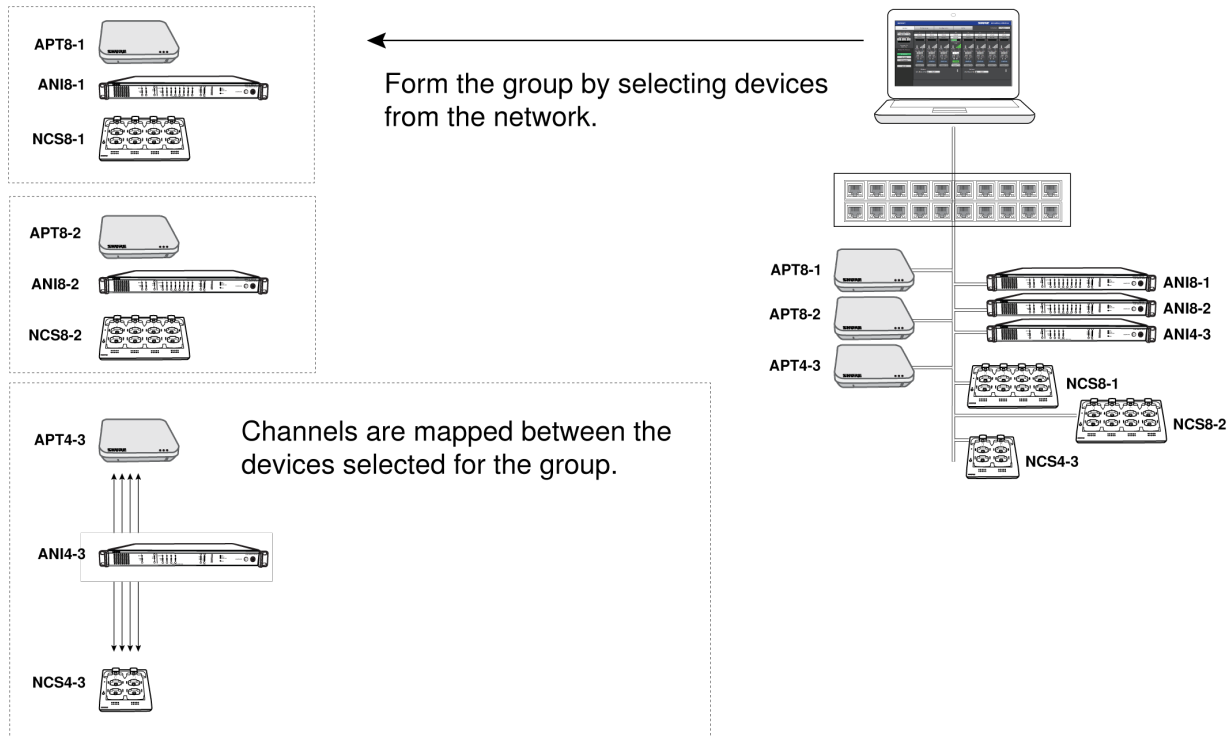 APT8-1
ANI8-1
NCS8-1
Form the group by selecting devices
from the network.
APT8-2
ANI8-2
NCS8-2
APT4-3
Channels are mapped between the
devices selected for the group.
ANI4-3
NCS4-3
APT8-1
APT8-2
APT4-3
ANI8-1
ANI8-2
ANI4-3
NCS8-1
NCS8-2
NCS4-3